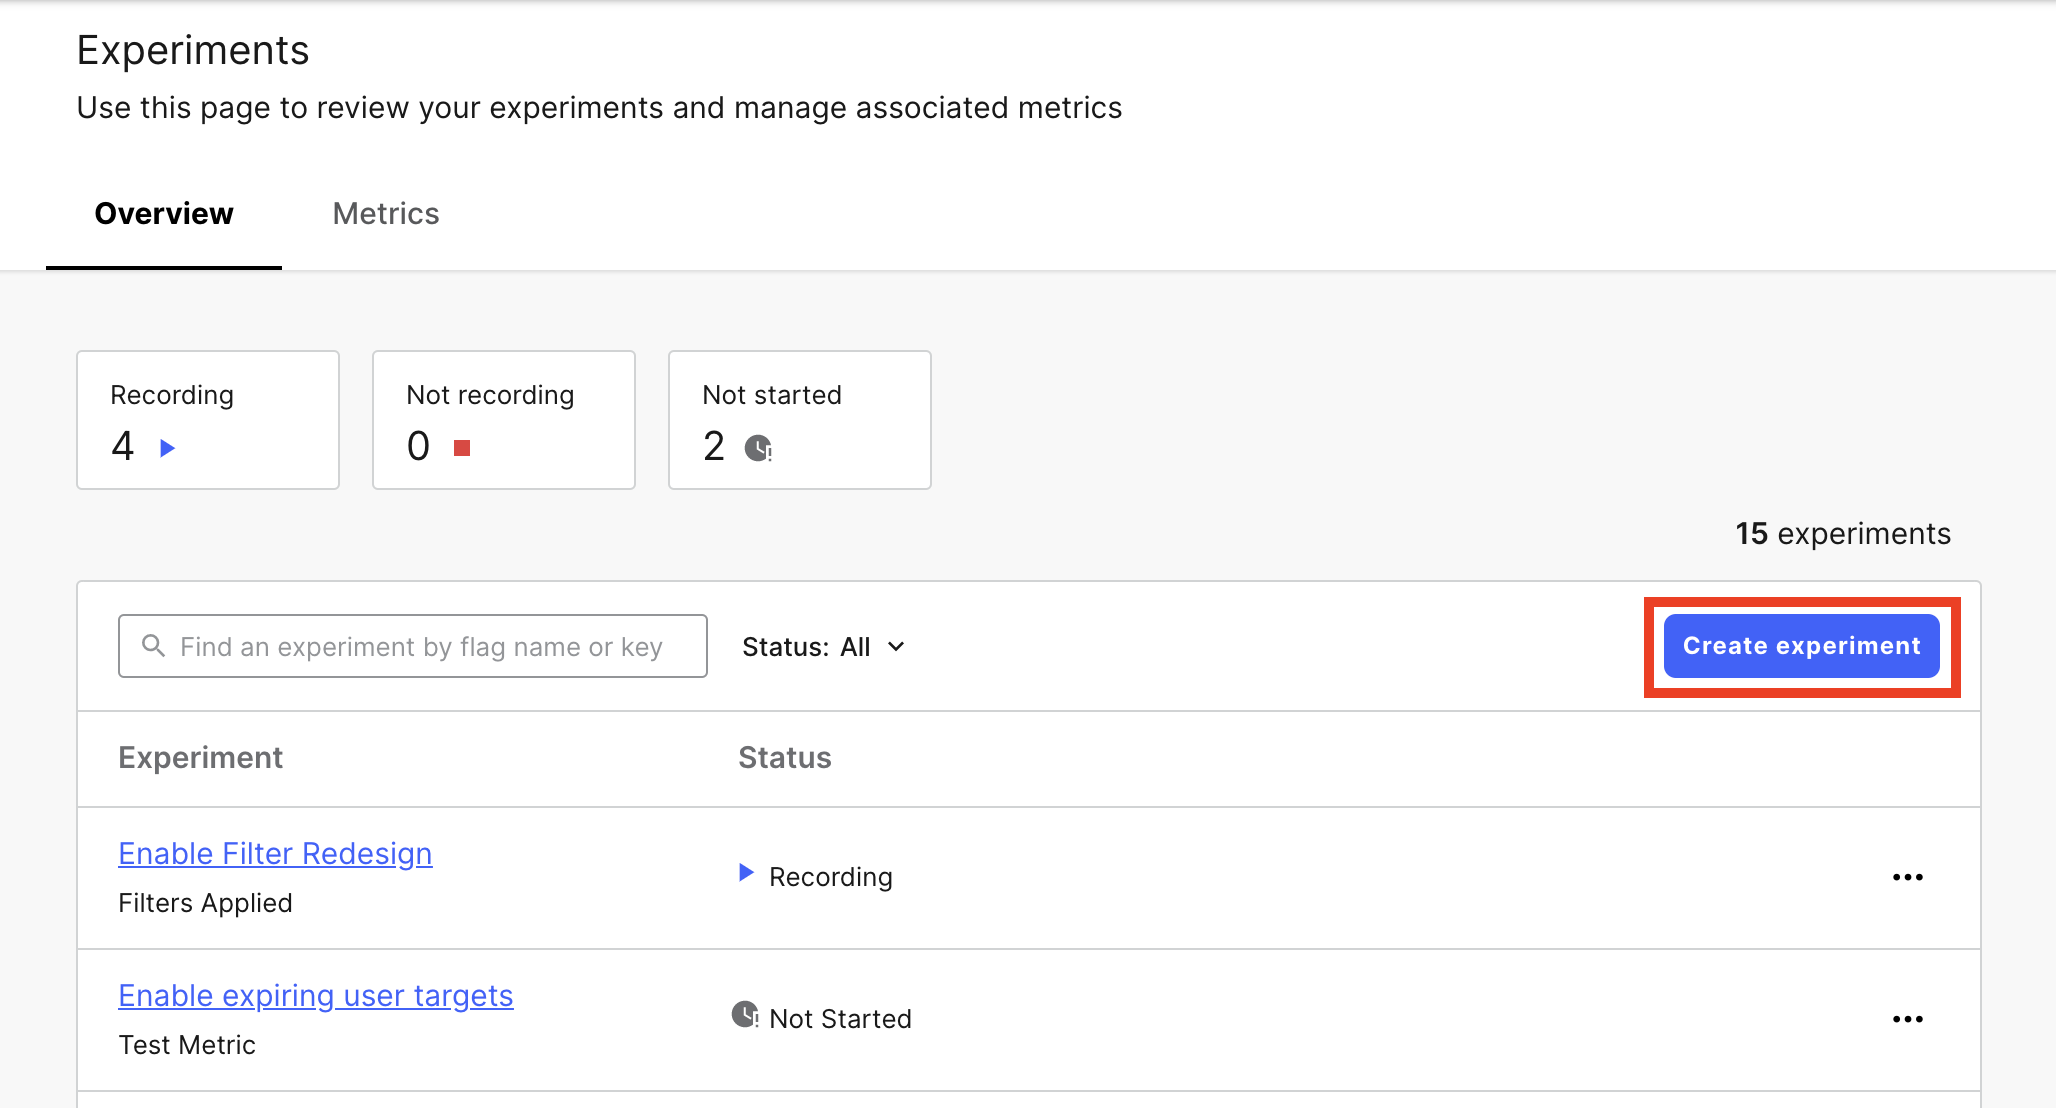 Experiments
Use this page to review your experiments and manage associated metrics
Overview Metrics
Recording Not recording Not started
4 0 2
15 experiments
Find an experiment by flag name or key Status: All Create experiment
Experiment Status
Enable Filter Redesign
Recording
Filters Applied
Enable expiring user targets
Not Started
Test Metric